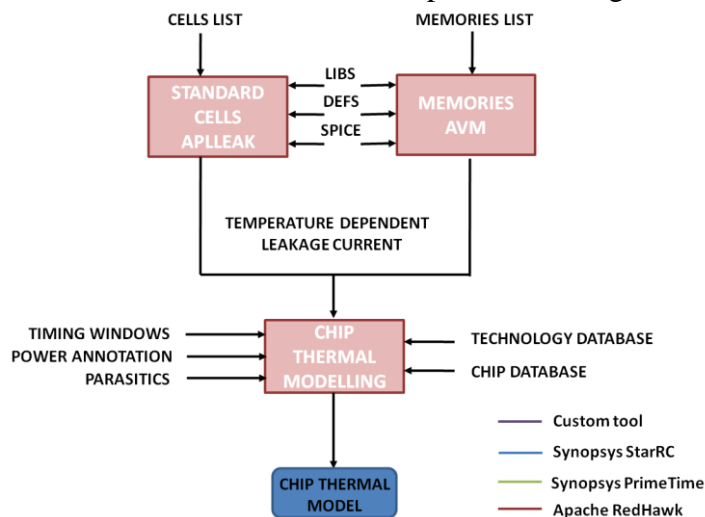 CELLS LIST
MEMORIES LIST
STANDARD
CELLS
APLLEAK
LIBS
DEFS
SPICE
MEMORIES
AVM
TEMPERATURE DEPENDENT
LEAKAGE CURRENT
TIMING WINDOWS
POWER ANNOTATION
PARASITICS
CHIP
THERMAL
MODELLING
TECHNOLOGY DATABASE
CHIP DATABASE
CHIP THERMAL
MODEL
Custom tool
Synopsys StarRC
Synopsys PrimeTime
Apache RedHawk